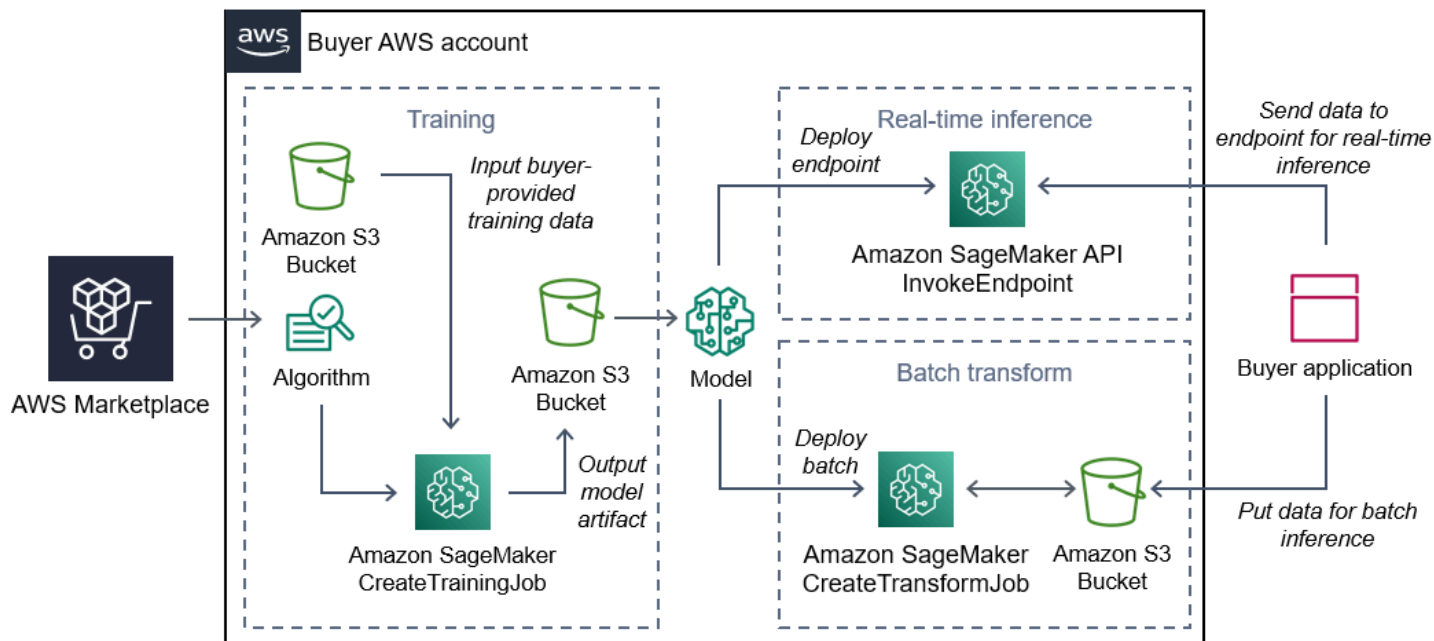 aws
Buyer AWS account
Training
Input buyer-
provided
training data
Amazon S3
Bucket
Algorithm
AWS Marketplace
Amazon S3
Bucket
Output
model
artifact
Amazon SageMaker
CreateTrainingJob
Model
Real-time inference
Deploy
endpoint
Amazon SageMaker API
InvokeEndpoint
Send data to
endpoint for real-time
inference
Buyer application
Batch transform
Deploy
batch
Amazon SageMaker
CreateTransformJob
Amazon S3
Bucket
Put data for batch
inference